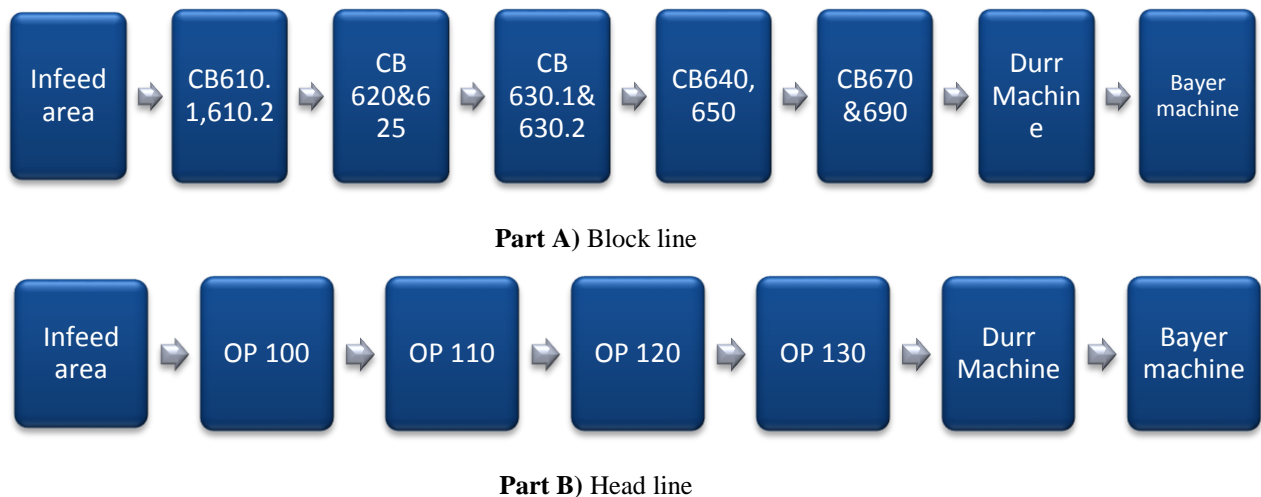 Infeed
area
CB610.
1,610.2
CB
620&6
25
CB
630.1&
630.2
CB640,
650
CB670
&690
Durr
Machin
e
Bayer
machine
Part A) Block line
Infeed
area
OP 100
OP 110
OP 120
OP 130
Durr
Machine
Bayer
machine
Part B) Head line